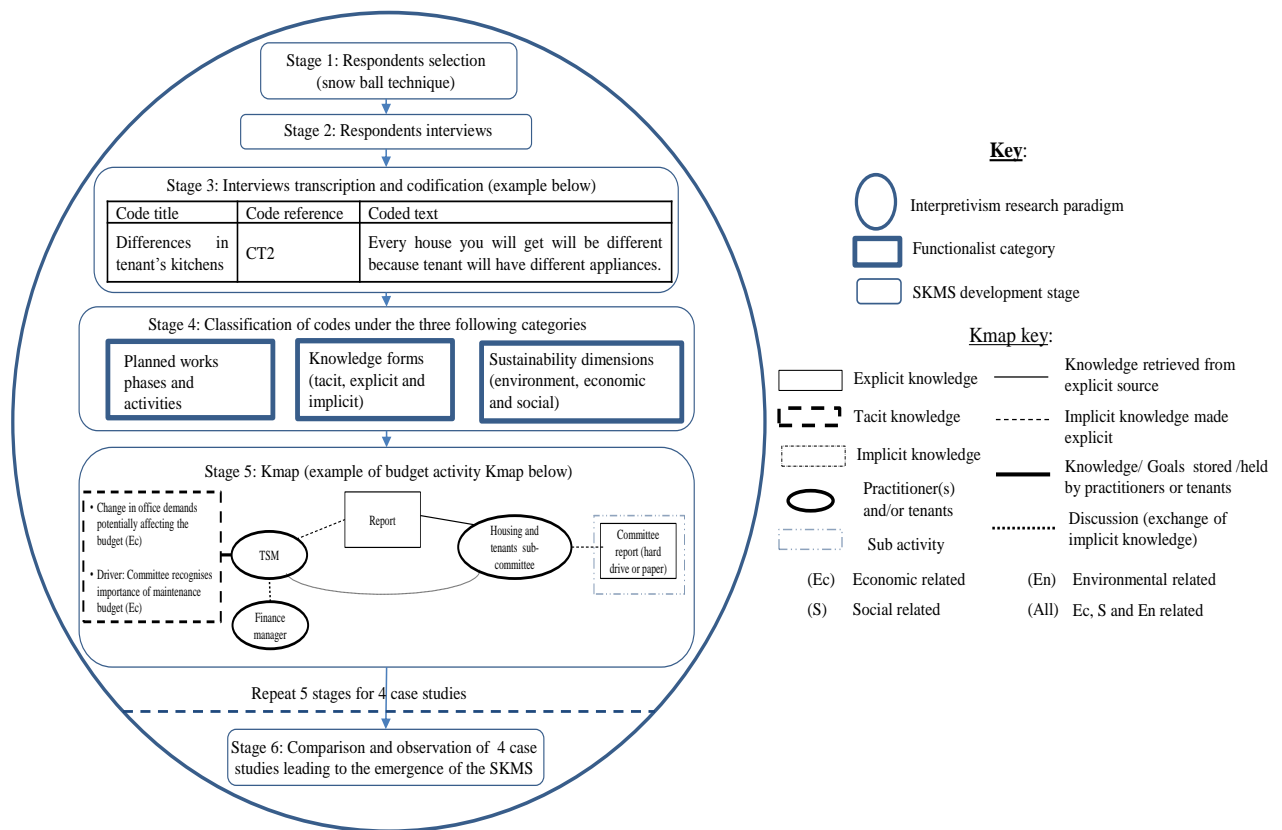 Stage 1: Respondents selection
(snow ball technique)
Stage 2: Respondents interviews
Stage 3: Interviews transcription and codification (example below)
Code title
Code reference
Coded text
Differences in
tenant's kitchens
CT2
Every house you will get will be different
because tenant will have different appliances.
Stage 4: Classification of codes under the three following categories
Planned works
phases and
activities
Knowledge forms
(tacit, explicit and
implicit)
Sustainability dimensions
(environment, economic
and social)
Stage 5: Kmap (example of budget activity Kmap below)
• Change in office demands
potentially affecting the
budget (Ec)
• Driver: Committee recognises
importance of maintenance
budget (Ec)
TSM
Finance
manager
Report
Housing and
tenants sub-
committee
Committee
report (hard
drive or paper)
Repeat 5 stages for 4 case studies
Stage 6: Comparison and observation of 4 case
studies leading to the emergence of the SKMS
Key:
Interpretivism research paradigm
Functionalist category
SKMS development stage
Kmap key:
Explicit knowledge
Tacit knowledge
Implicit knowledge
Practitioner(s)
and/or tenants
Sub activity
Knowledge retrieved from
explicit source
Implicit knowledge made
explicit
Knowledge/ Goals stored /held
by practitioners or tenants
Discussion (exchange of
implicit knowledge)
(Ec) Economic related
(En) Environmental related
(S) Social related
(All) Ec, S and En related